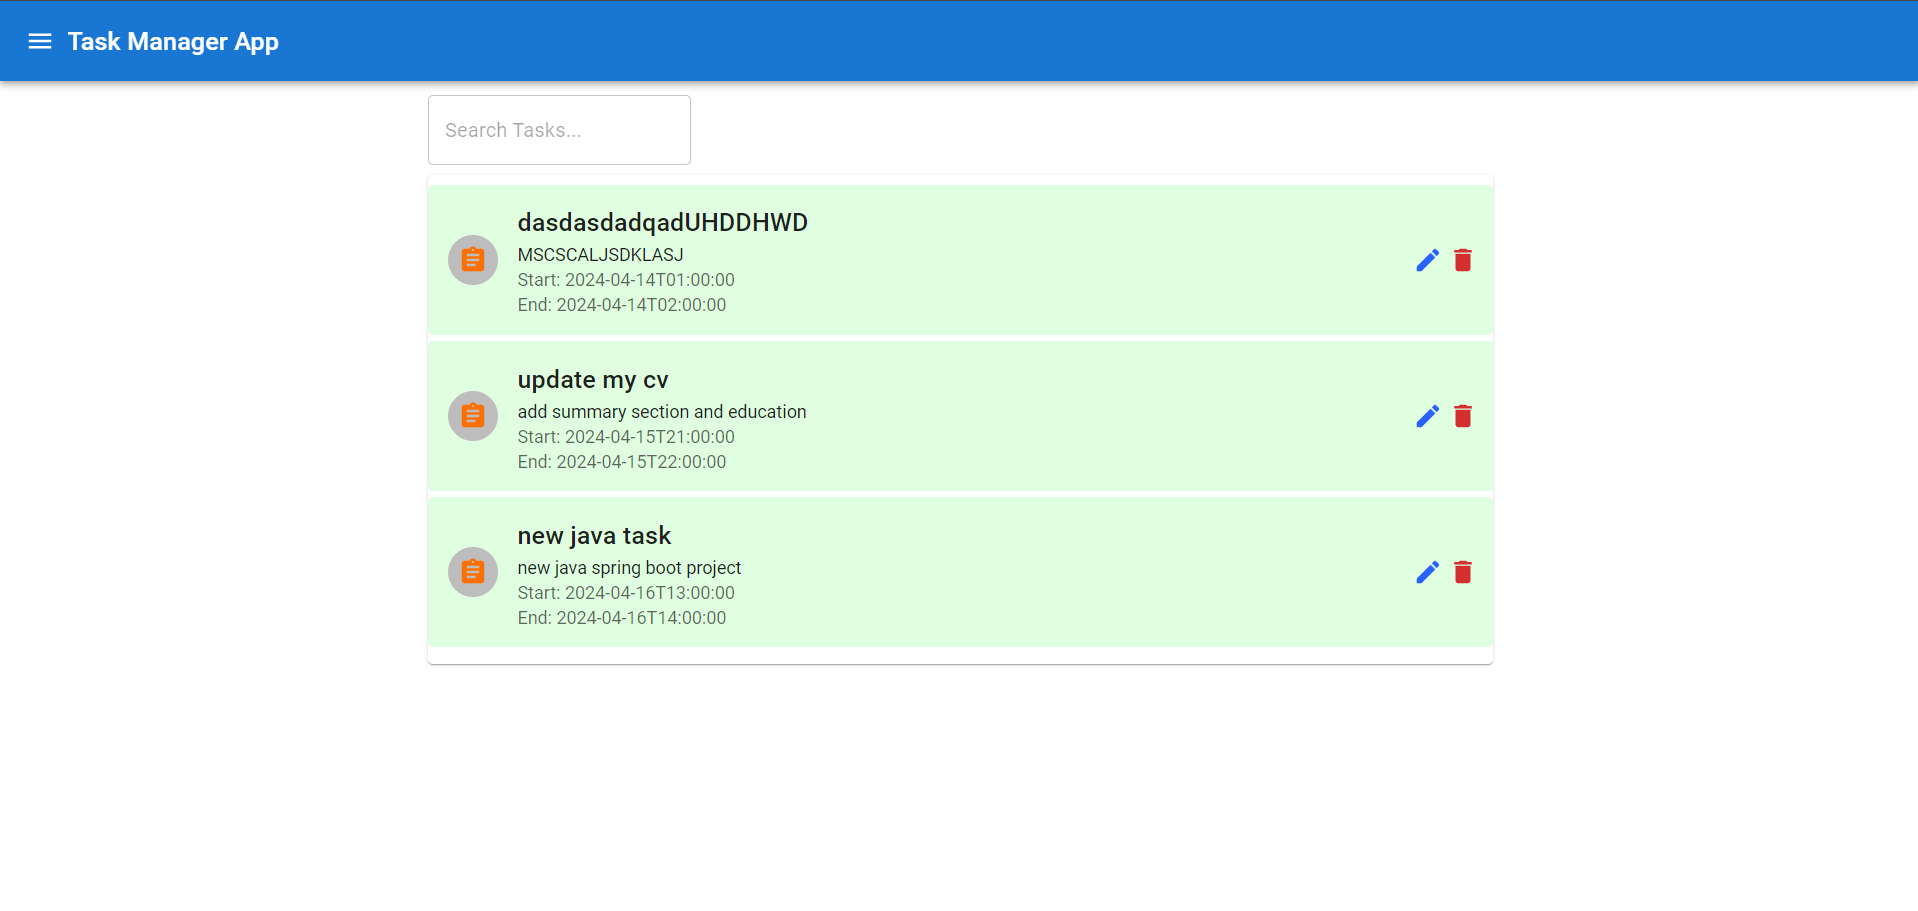 Task Manager App
Search Tasks...
dasdasdadqadUHDDHWD
MSCSCALJSDKLASJ
Start: 2024-04-14T01:00:00
End: 2024-04-14T02:00:00
update my cv
add summary section and education
Start: 2024-04-15T21:00:00
End: 2024-04-15T22:00:00
new java task
new java spring boot project
Start: 2024-04-16T13:00:00
End: 2024-04-16T14:00:00